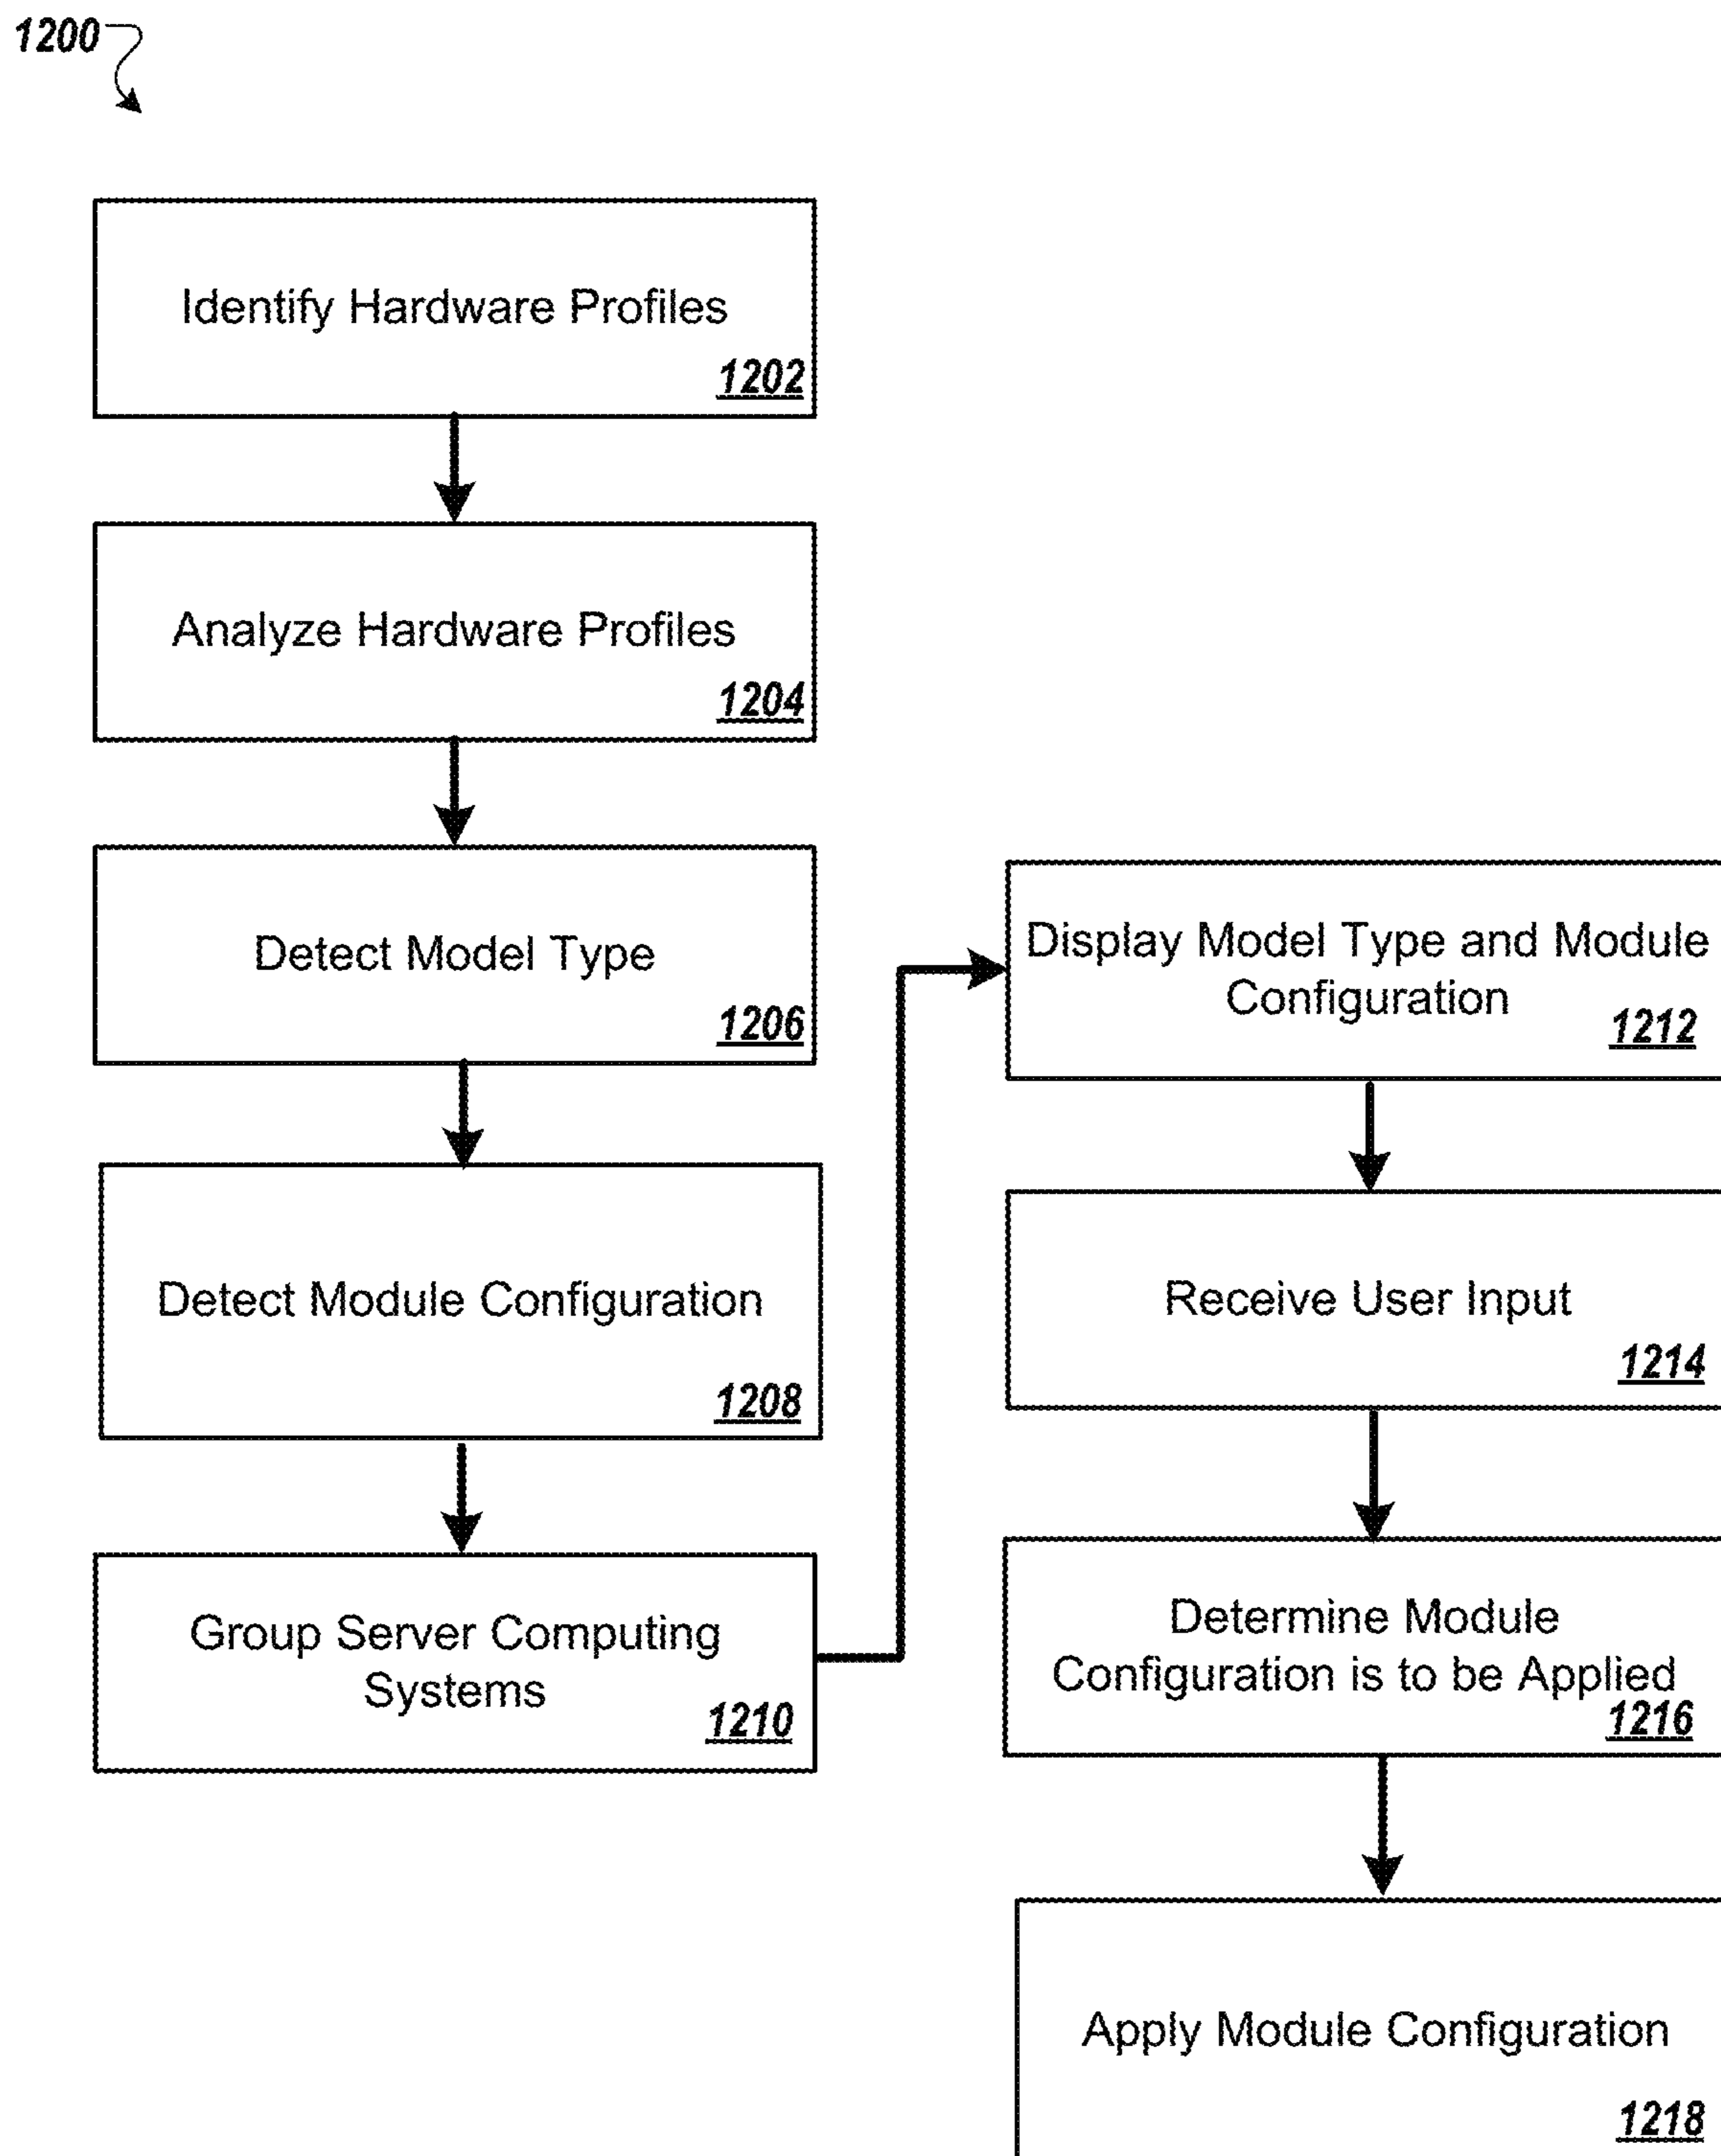 1200
Identify Hardware Profiles
1202
Analyze Hardware Profiles
1204
Detect Model Type
1206
Detect Module Configuration
1208
Group Server Computing
Systems
1210
Display Model Type and Module
Configuration
1212
Receive User Input
1214
Determine Module
Configuration is to be Applied
1216
Apply Module Configuration
1218